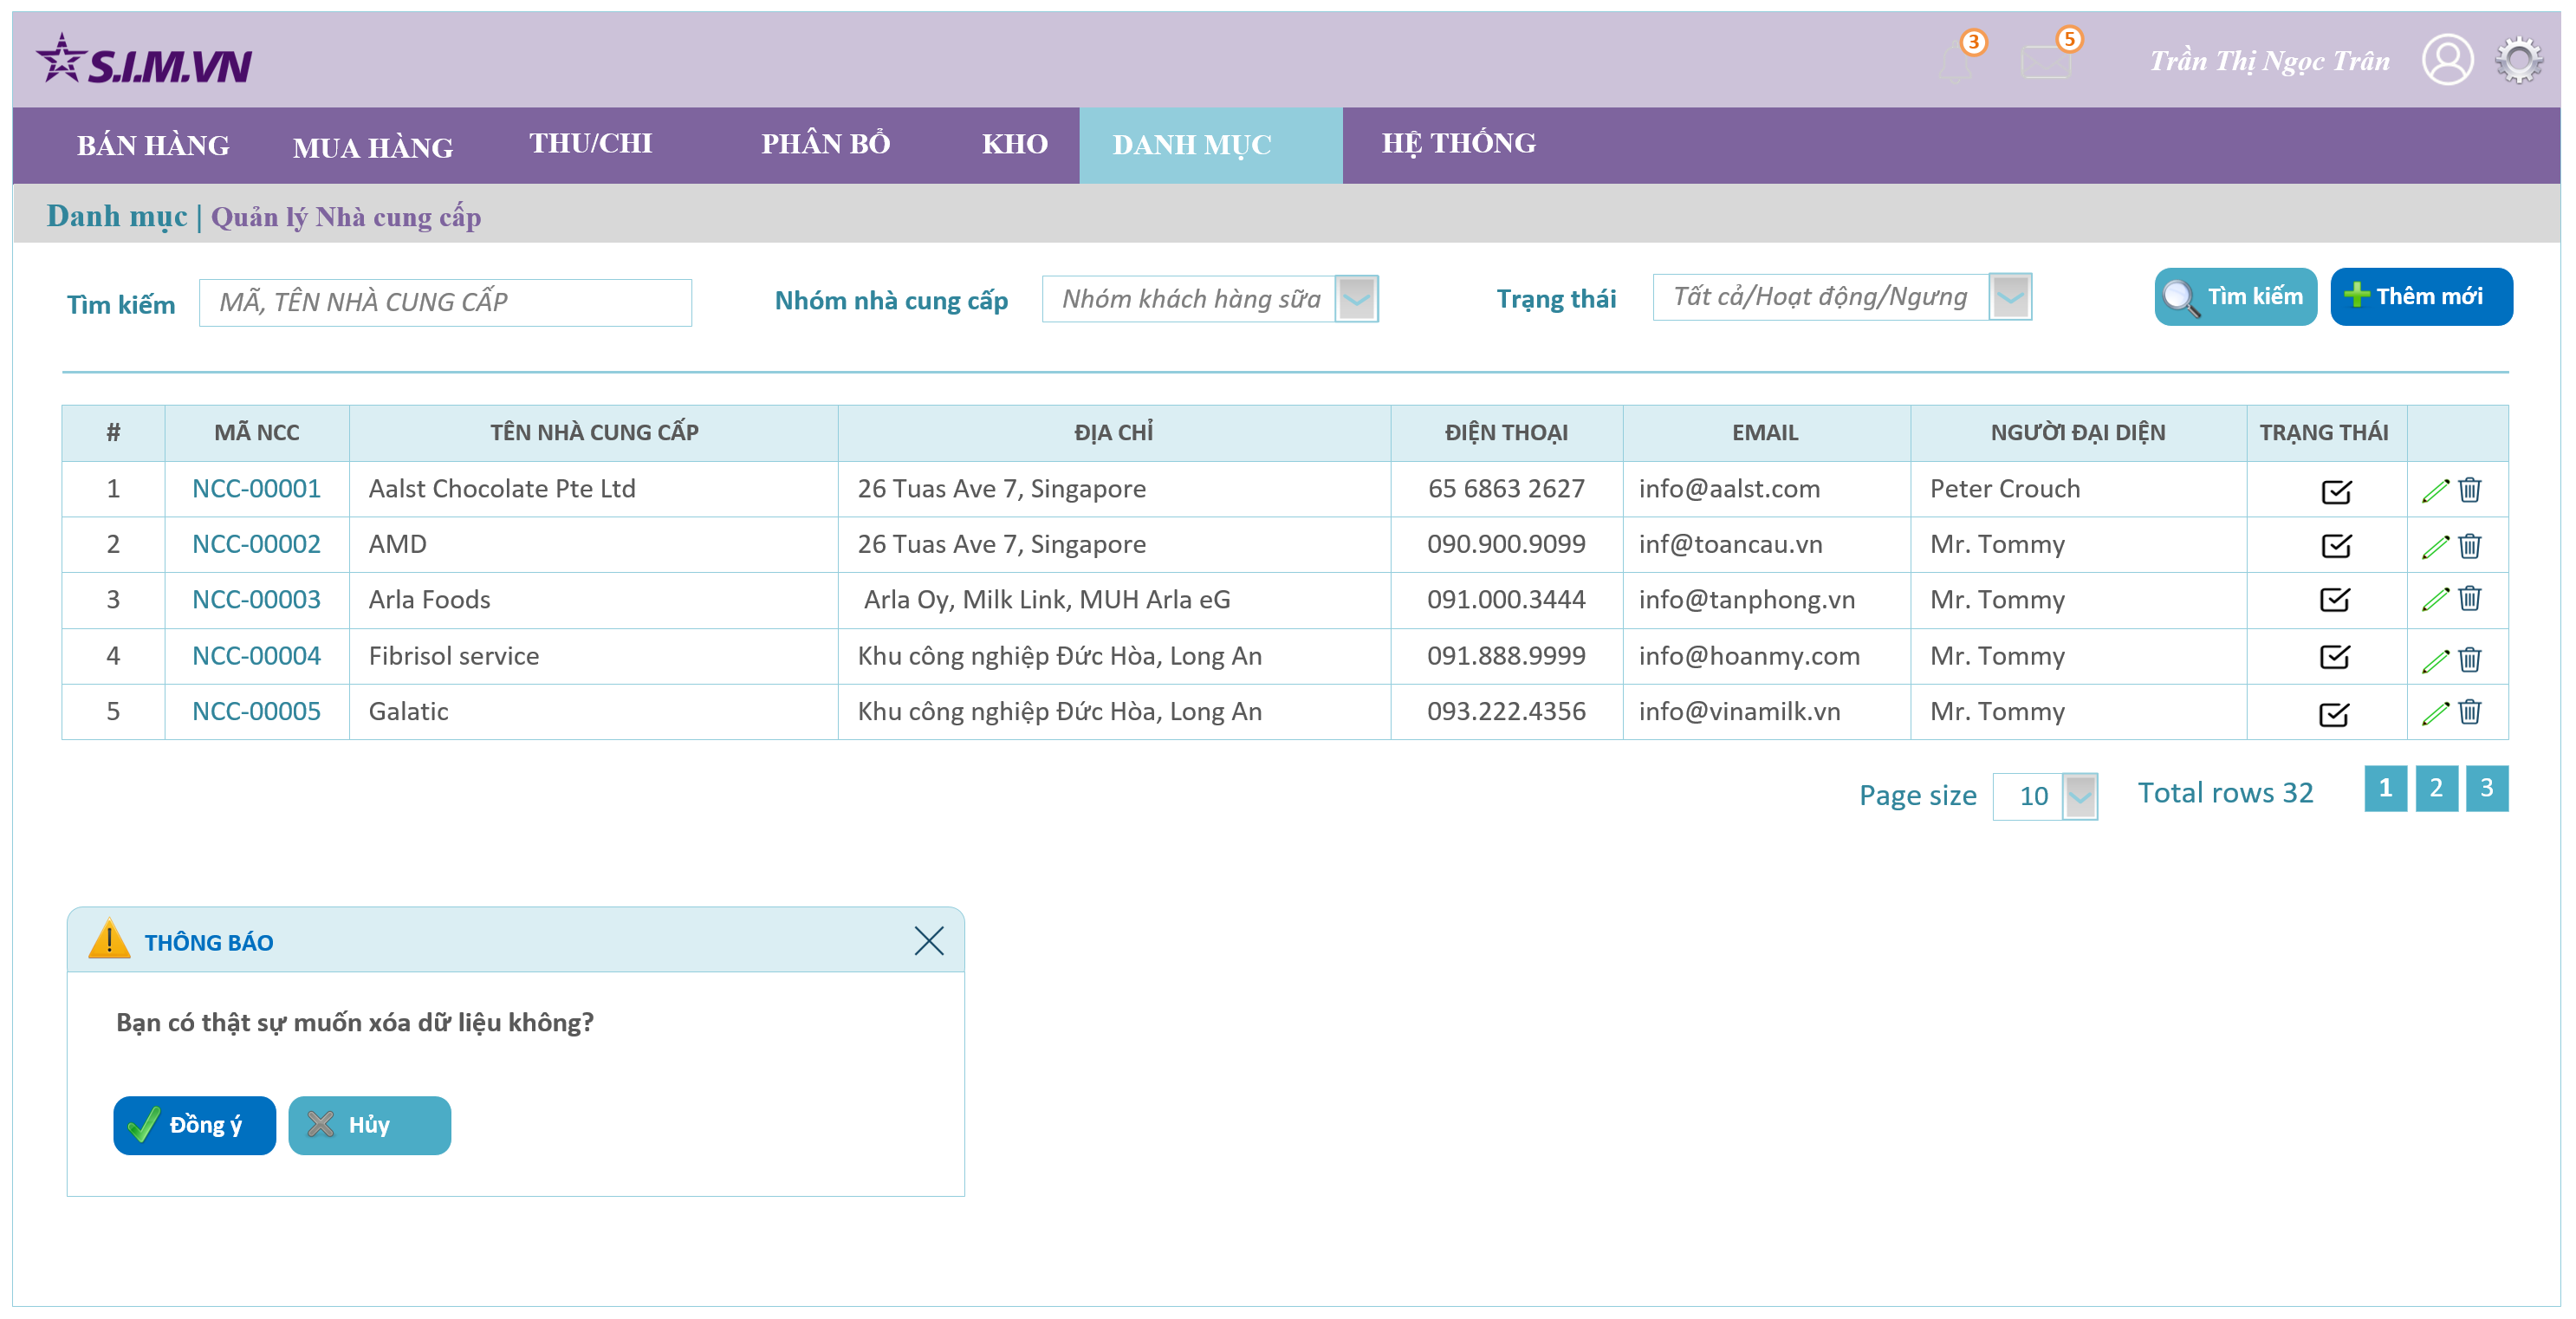 S.I.M.VN
3
5
Trần Thị Ngọc Trân
BÁN HÀNG MUA HÀNG THU/CHI PHÂN BỔ KHO DANH MỤC HỆ THỐNG
Danh mục | Quản lý Nhà cung cấp
Tìm kiếm MÃ, TÊN NHÀ CUNG CẤP Nhóm nhà cung cấp Nhóm khách hàng sữa Trạng thái Tất cả/Hoạt động/Ngưng Tìm kiếm Thêm mới
# MÃ NCC TÊN NHÀ CUNG CẤP ĐỊA CHỈ ĐIỆN THOẠI EMAIL NGƯỜI ĐẠI DIỆN TRẠNG THÁI
1 NCC-00001 Aalst Chocolate Pte Ltd 26 Tuas Ave 7, Singapore 65 6863 2627 info@aalst.com Peter Crouch
2 NCC-00002 AMD 26 Tuas Ave 7, Singapore 090.900.9099 inf@toancau.vn Mr. Tommy
3 NCC-00003 Arla Foods Arla Oy, Milk Link, MUH Arla eG 091.000.3444 info@tanphong.vn Mr. Tommy
4 NCC-00004 Fibrisol service Khu công nghiệp Đức Hòa, Long An 091.888.9999 info@hoanmy.com Mr. Tommy
5 NCC-00005 Galatic Khu công nghiệp Đức Hòa, Long An 093.222.4356 info@vinamilk.vn Mr. Tommy
Page size 10 Total rows 32 1 2 3
THÔNG BÁO
Bạn có thật sự muốn xóa dữ liệu không?
Đồng ý Hủy